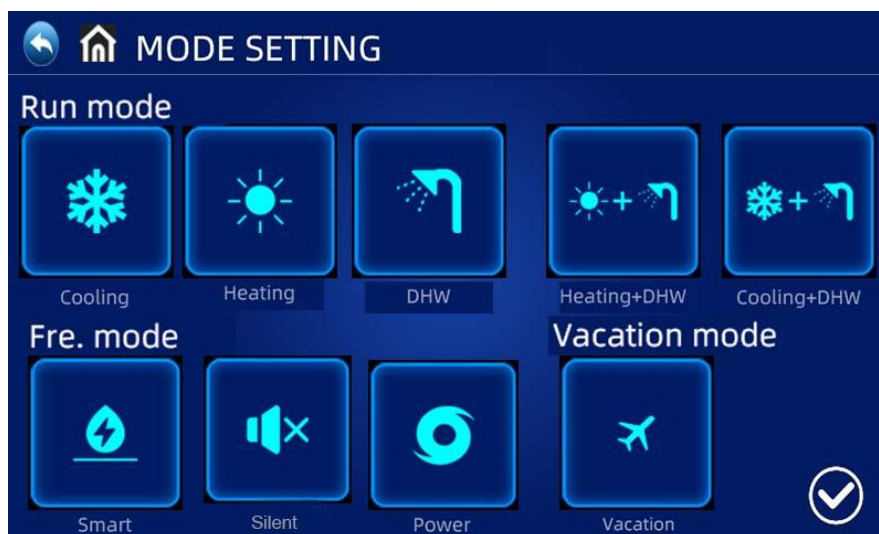 MODE SETTING
Run mode
Cooling
Heating
DHW
Heating+DHW
Cooling+DHW
Fre. mode
Vacation mode
Smart
Silent
Power
Vacation